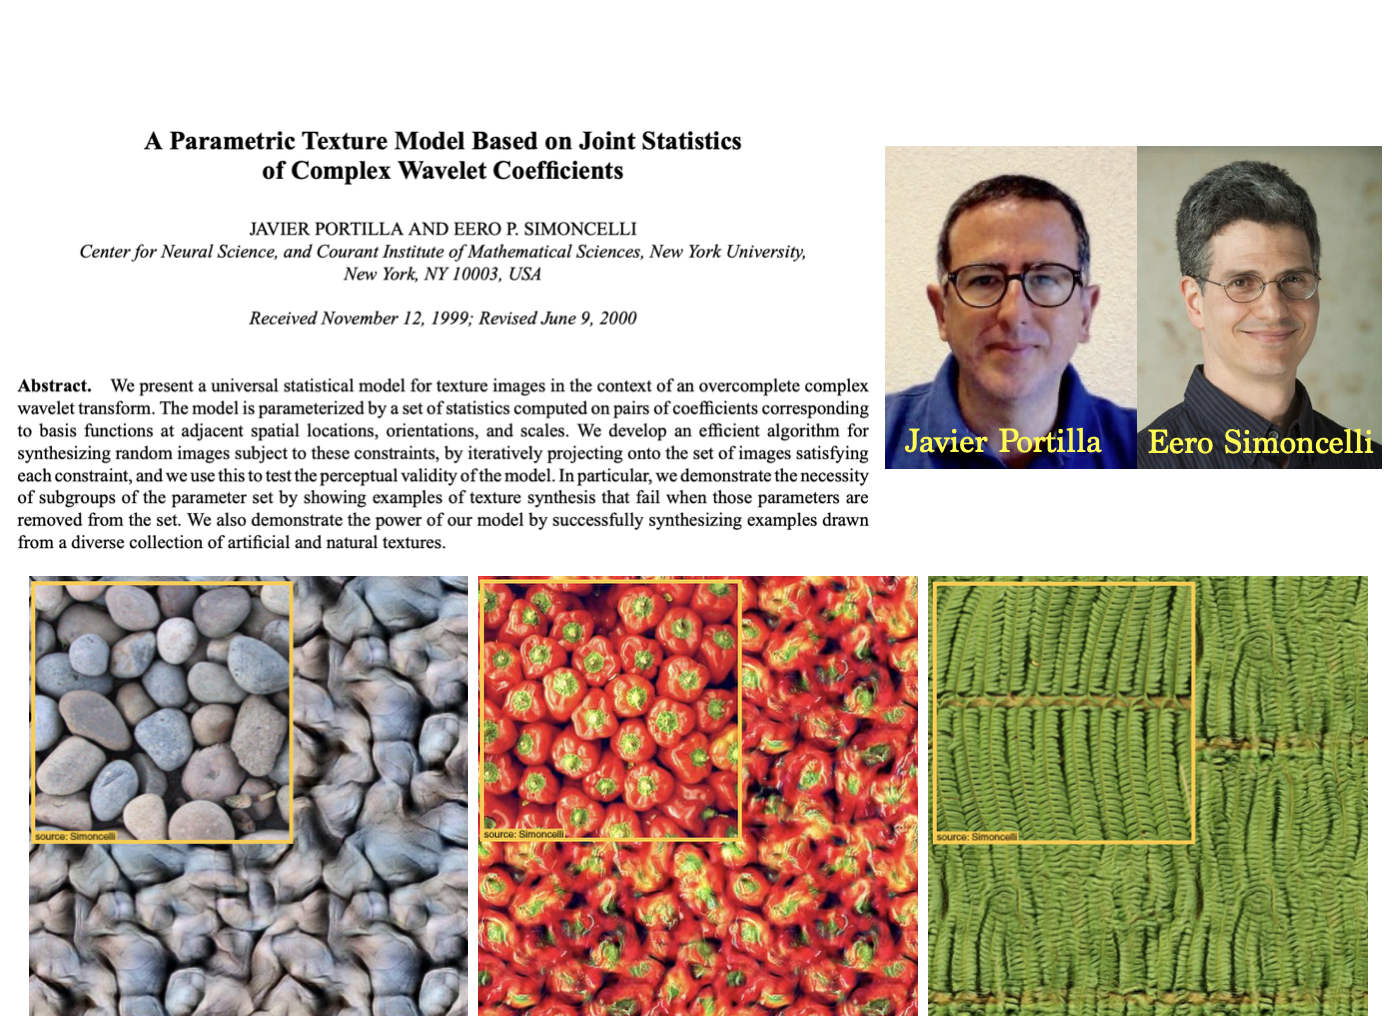 A Parametric Texture Model Based on Joint Statistics
of Complex Wavelet Coefficients
JAVIER PORTILLA AND EERO P. SIMONCELLI
Center for Neural Science, and Courant Institute of Mathematical Sciences, New York University,
New York, NY 10003, USA
Received November 12, 1999; Revised June 9, 2000
Abstract. We present a universal statistical model for texture images in the context of an overcomplete complex
wavelet transform. The model is parameterized by a set of statistics computed on pairs of coefficients corresponding
to basis functions at adjacent spatial locations, orientations, and scales. We develop an efficient algorithm for
synthesizing random images subject to these constraints, by iteratively projecting onto the set of images satisfying
each constraint, and we use this to test the perceptual validity of the model. In particular, we demonstrate the necessity
of subgroups of the parameter set by showing examples of texture synthesis that fail when those parameters are
removed from the set. We also demonstrate the power of our model by successfully synthesizing examples drawn
from a diverse collection of artificial and natural textures.
Javier Portilla
Eero Simoncelli
source: Simoncelli
source: Simoncelli
source: Simoncelli